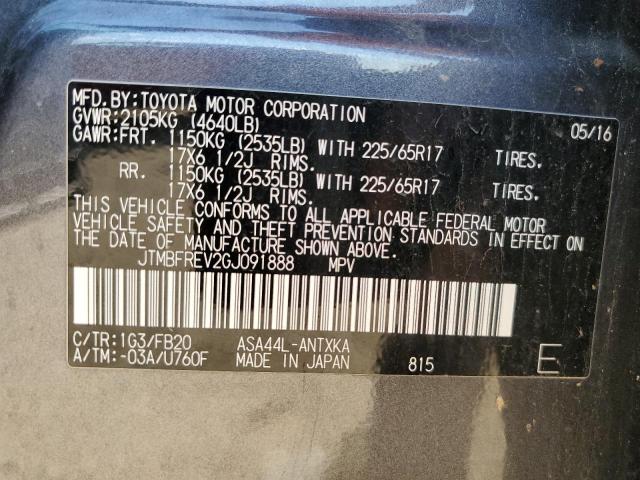 MFD.BY:TOYOTA MOTOR CORPORATION
GVWR:2105KG (4640LB) 05/16
GAWR:FRT. 1150KG (2535LB) WITH 225/65R17 TIRES.
17X6 1/2J RIMS.
RR. 1150KG (2535LB) WITH 225/65R17 TIRES.
17X6 1/2J RIMS.
THIS VEHICLE CONFORMS TO ALL APPLICABLE FEDERAL MOTOR
VEHICLE SAFETY AND THEFT PREVENTION STANDARDS IN EFFECT ON
THE DATE OF MANUFACTURE SHOWN ABOVE.
JTMBFREV2GJ091888 MPV
C/TR:1G3/FB20 ASA44L-ANTXKA
A/TM:-03A/U760F MADE IN JAPAN 815 E